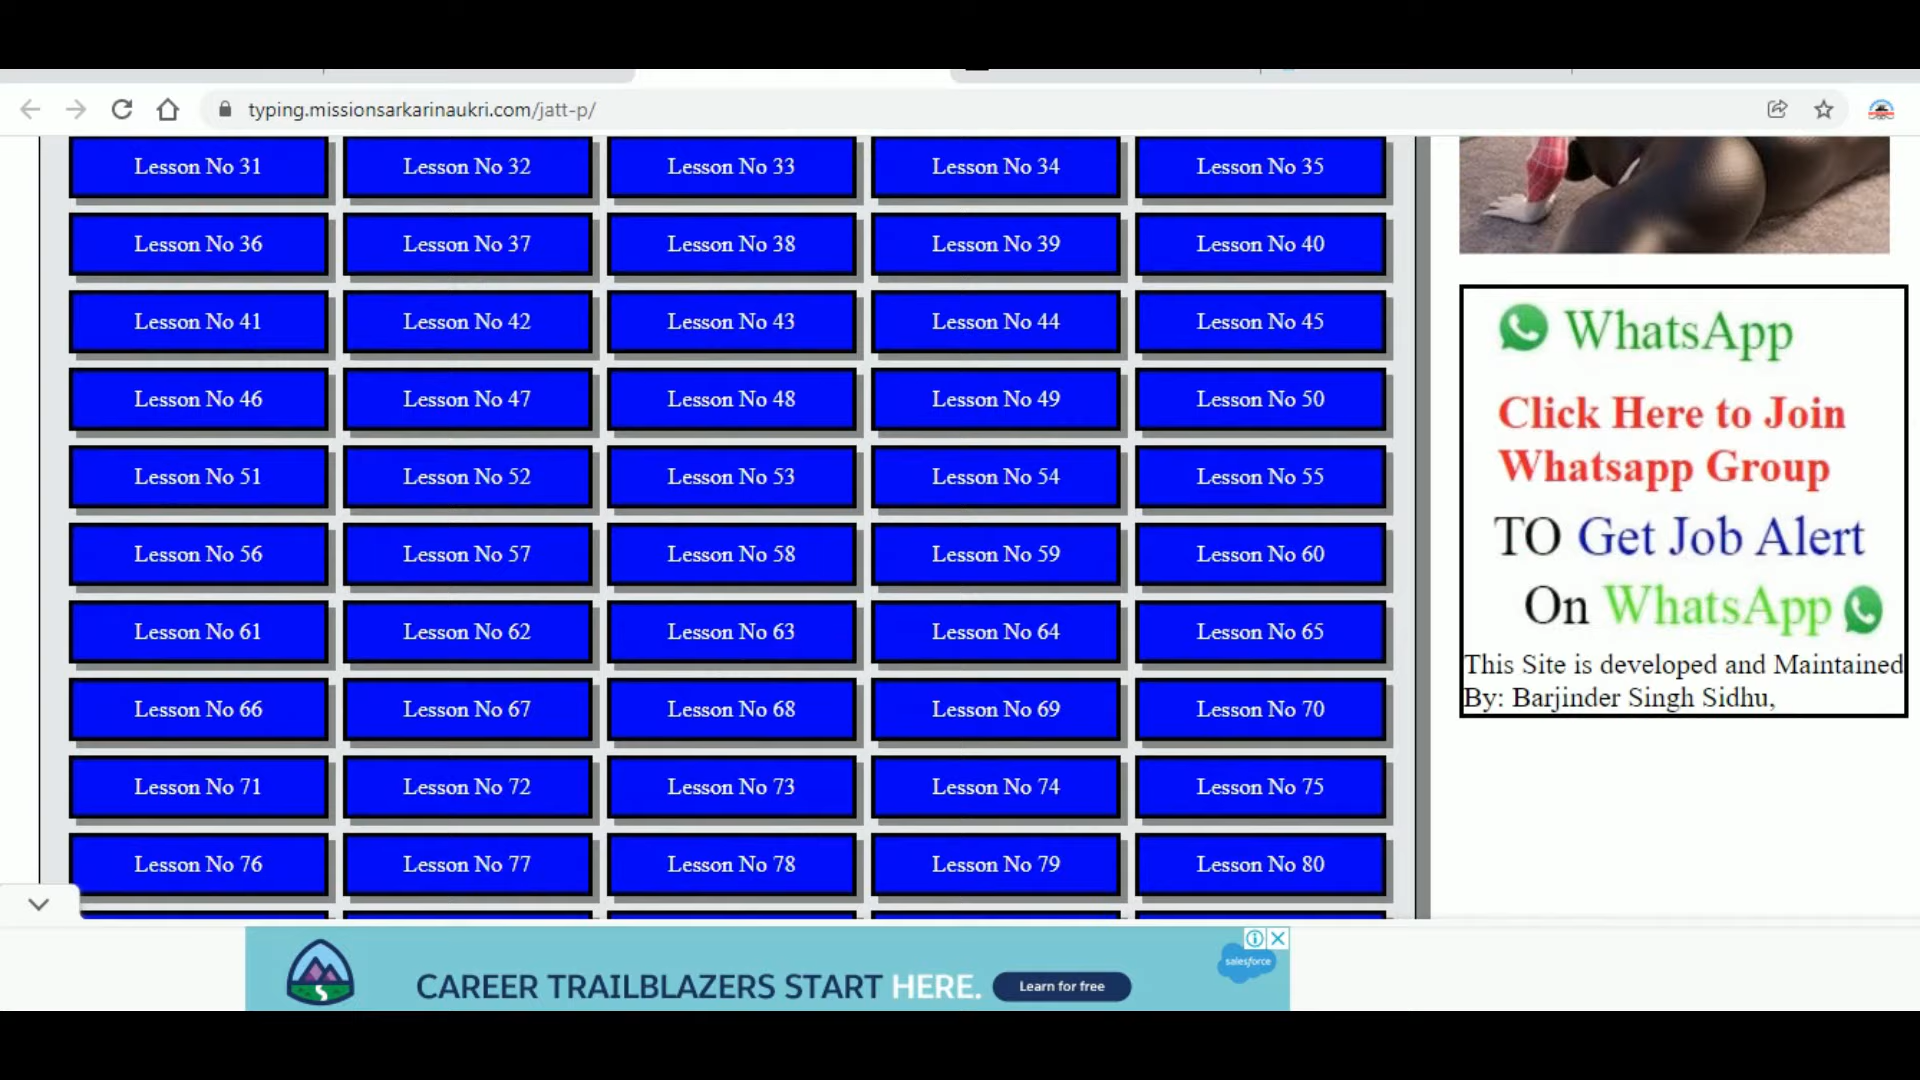 typing.missionsarkarinaukri.com/jatt-p/
Lesson No 31 Lesson No 32 Lesson No 33 Lesson No 34 Lesson No 35
Lesson No 36 Lesson No 37 Lesson No 38 Lesson No 39 Lesson No 40
Lesson No 41 Lesson No 42 Lesson No 43 Lesson No 44 Lesson No 45
Lesson No 46 Lesson No 47 Lesson No 48 Lesson No 49 Lesson No 50
Lesson No 51 Lesson No 52 Lesson No 53 Lesson No 54 Lesson No 55
Lesson No 56 Lesson No 57 Lesson No 58 Lesson No 59 Lesson No 60
Lesson No 61 Lesson No 62 Lesson No 63 Lesson No 64 Lesson No 65
Lesson No 66 Lesson No 67 Lesson No 68 Lesson No 69 Lesson No 70
Lesson No 71 Lesson No 72 Lesson No 73 Lesson No 74 Lesson No 75
Lesson No 76 Lesson No 77 Lesson No 78 Lesson No 79 Lesson No 80
WhatsApp
Click Here to Join
Whatsapp Group
TO Get Job Alert
On WhatsApp
This Site is developed and Maintained
By: Barjinder Singh Sidhu,
CAREER TRAILBLAZERS START HERE. Learn for free
salesforce